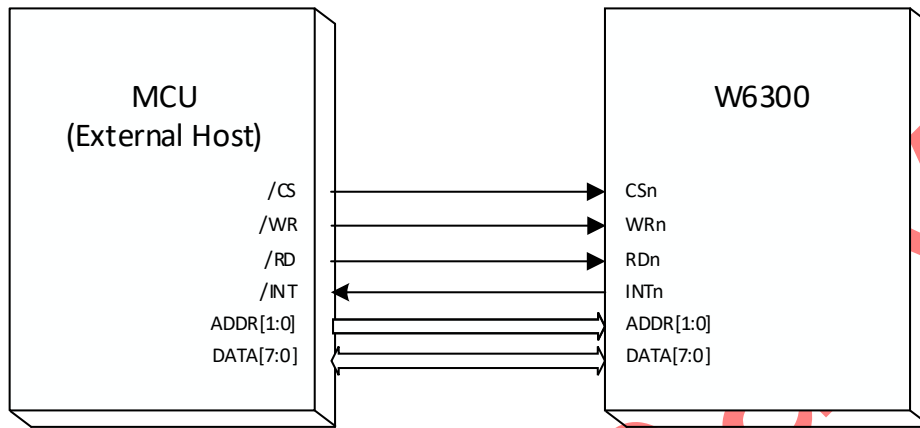 MCU
(External Host)
W6300
/CS
CSn
/WR
WRn
/RD
RDn
/INT
INTn
ADDR[1:0]
ADDR[1:0]
DATA[7:0]
DATA[7:0]